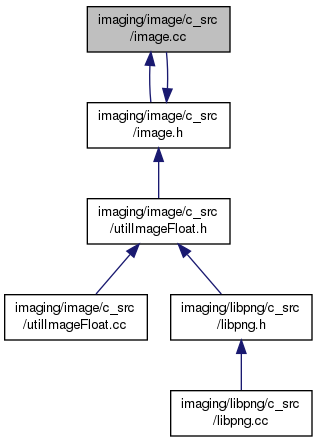 imaging/image/c_src
/image.cc
imaging/image/c_src
/image.h
imaging/image/c_src
/utilImageFloat.h
imaging/image/c_src
/utilImageFloat.cc
imaging/libpng/c_src
/libpng.h
imaging/libpng/c_src
/libpng.cc